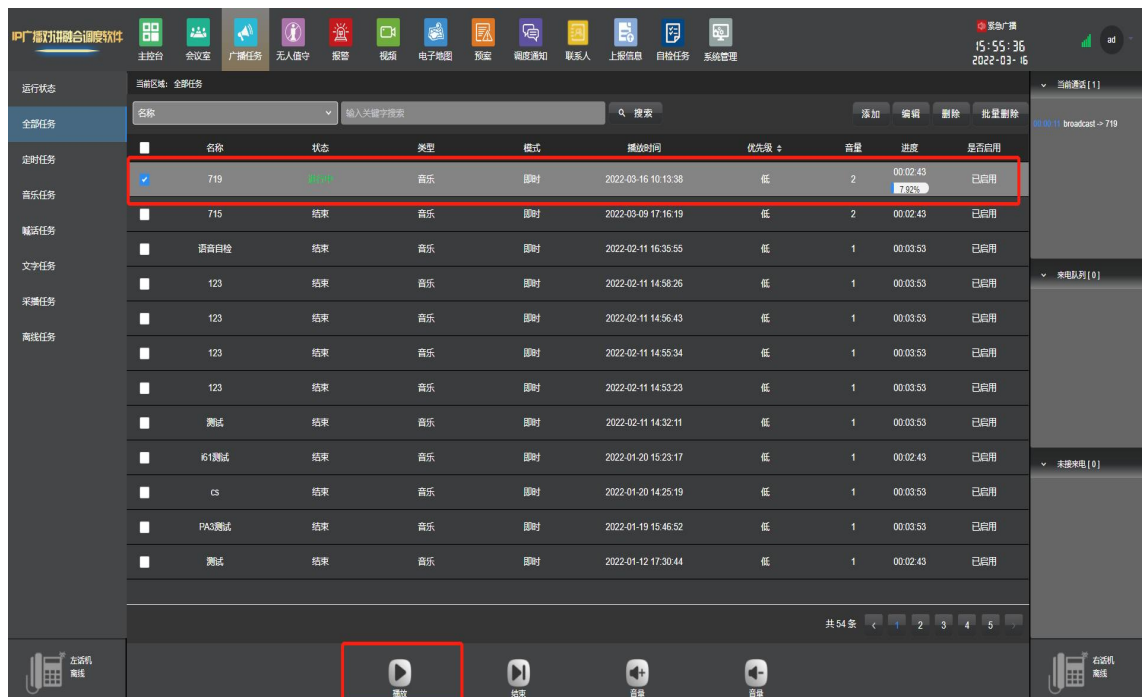 IP广播对讲融合调度软件
主控台 会议室 广播任务 无人值守 报警 视频 电子地图 预案 调度通知 联系人 上报信息 自检任务 系统管理
紧急广播
15:55:36
2022-03-16
ad
运行状态
全部任务
定时任务
音乐任务
喊话任务
文字任务
采播任务
离线任务
当前区域: 全部任务
名称 输入关键字搜索 搜索 添加 编辑 删除 批量删除
名称 状态 类型 模式 播放时间 优先级 音量 进度 是否启用
719 音乐 即时 2022-03-16 10:13:38 低 2 00:02:43 7.92% 已启用
715 结束 音乐 即时 2022-03-09 17:16:19 低 2 00:02:43 已启用
语音自检 结束 音乐 即时 2022-02-11 16:35:55 低 1 00:03:53 已启用
123 结束 音乐 即时 2022-02-11 14:58:26 低 1 00:03:53 已启用
123 结束 音乐 即时 2022-02-11 14:56:43 低 1 00:03:53 已启用
123 结束 音乐 即时 2022-02-11 14:55:34 低 1 00:03:53 已启用
123 结束 音乐 即时 2022-02-11 14:53:23 低 1 00:03:53 已启用
测试 结束 音乐 即时 2022-02-11 14:32:11 低 1 00:03:53 已启用
i61测试 结束 音乐 即时 2022-01-20 15:23:17 低 1 00:02:43 已启用
cs 结束 音乐 即时 2022-01-20 14:25:19 低 1 00:03:53 已启用
PA3测试 结束 音乐 即时 2022-01-19 15:46:52 低 1 00:03:53 已启用
测试 结束 音乐 即时 2022-01-12 17:30:44 低 1 00:02:43 已启用
共 54 条 1 2 3 4 5
当前通话 [ 1 ]
00:00:11 broadcast -> 719
来电队列 [ 0 ]
未接来电 [ 0 ]
左话机
离线
播放 结束 音量 音量
右话机
离线